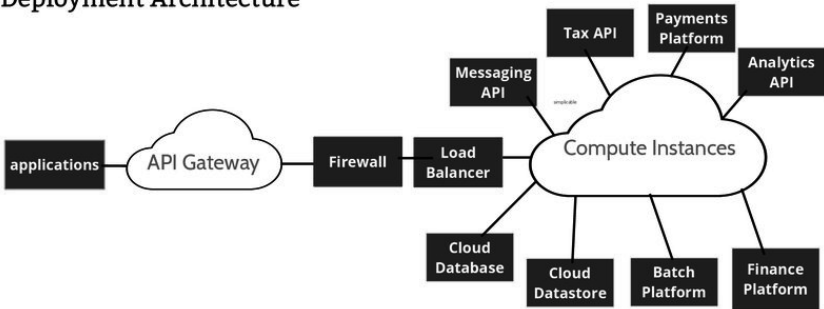 Deployment Architecture
Tax API
Payments
Platform
Messaging
API
Analytics
API
simplicable
applications
API Gateway
Firewall
Load
Balancer
Compute Instances
Cloud
Database
Cloud
Datastore
Batch
Platform
Finance
Platform